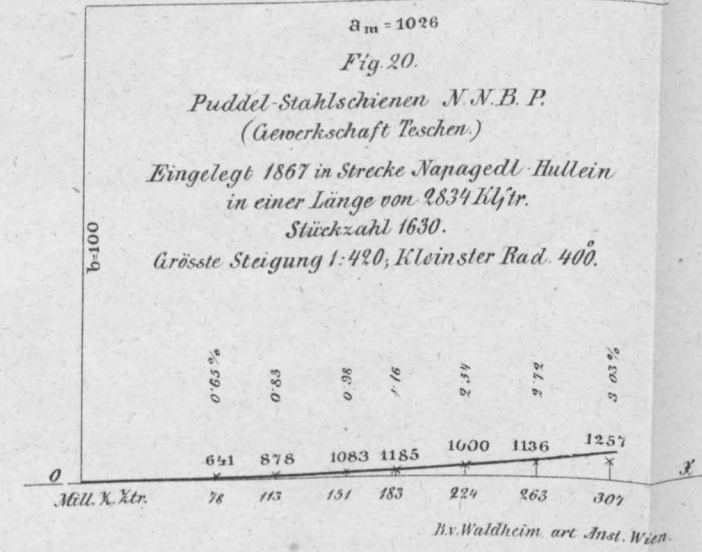 am = 1026
Fig. 20.
Puddel-Stahlschienen N. N. B. P.
(Gewerkschaft Teschen.)
Eingelegt 1867 in Strecke Napagedl-Hullein
in einer Länge von 2834 Klftr.
Stückzahl 1630.
Grösste Steigung 1:420; Kleinster Rad. 400.
b=100
0·65% 0·83 0·98 1·16 2·34 2·72 3·03%
641 878 1083 1185 1000 1136 1257
0 X
Mill. Z. Ztr. 78 113 151 183 224 263 307
R.v. Waldheim art Anst. Wien.